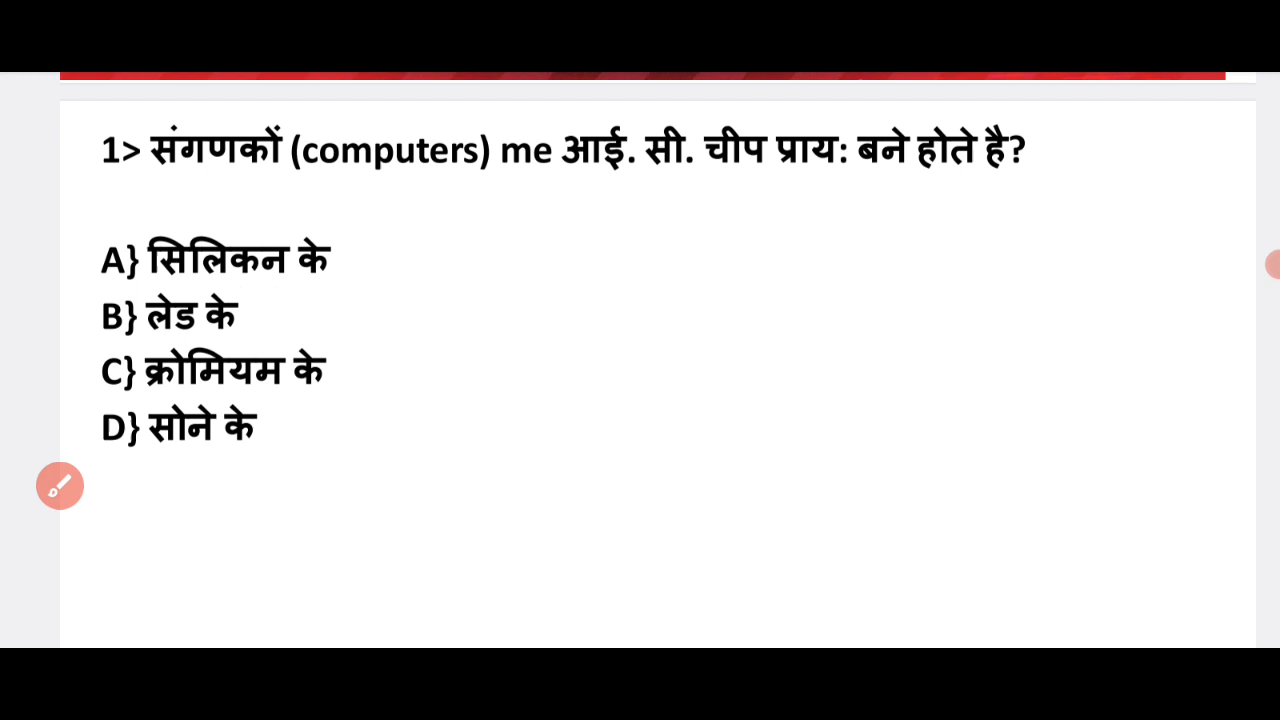 1> संगणकों (computers) me आई. सी. चीप प्राय: बने होते है?
A} सिलिकन के
B} लेड के
C} क्रोमियम के
D} सोने के